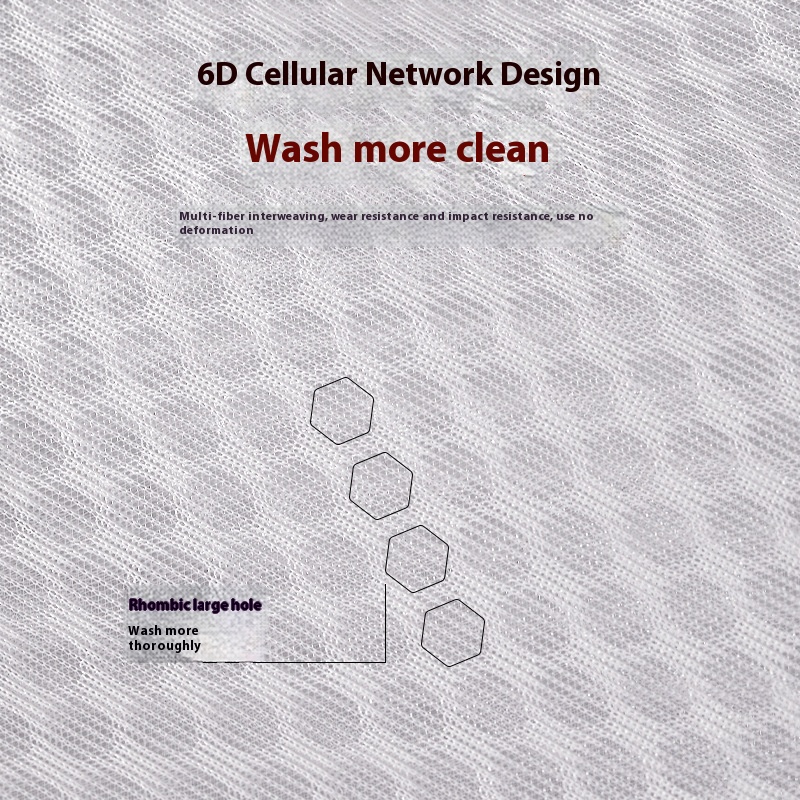 6D Cellular Network Design
Wash more clean
Multi-fiber interweaving, wear resistance and impact resistance, use no
deformation
Rhombic large hole
Wash more
thoroughly